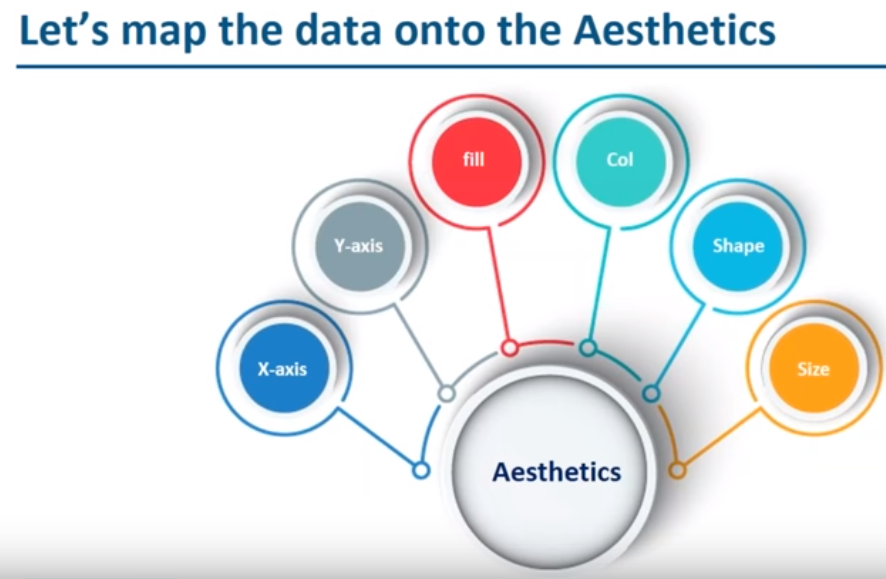 Let's map the data onto the Aesthetics
fill
Col
Y-axis
Shape
X-axis
Size
Aesthetics